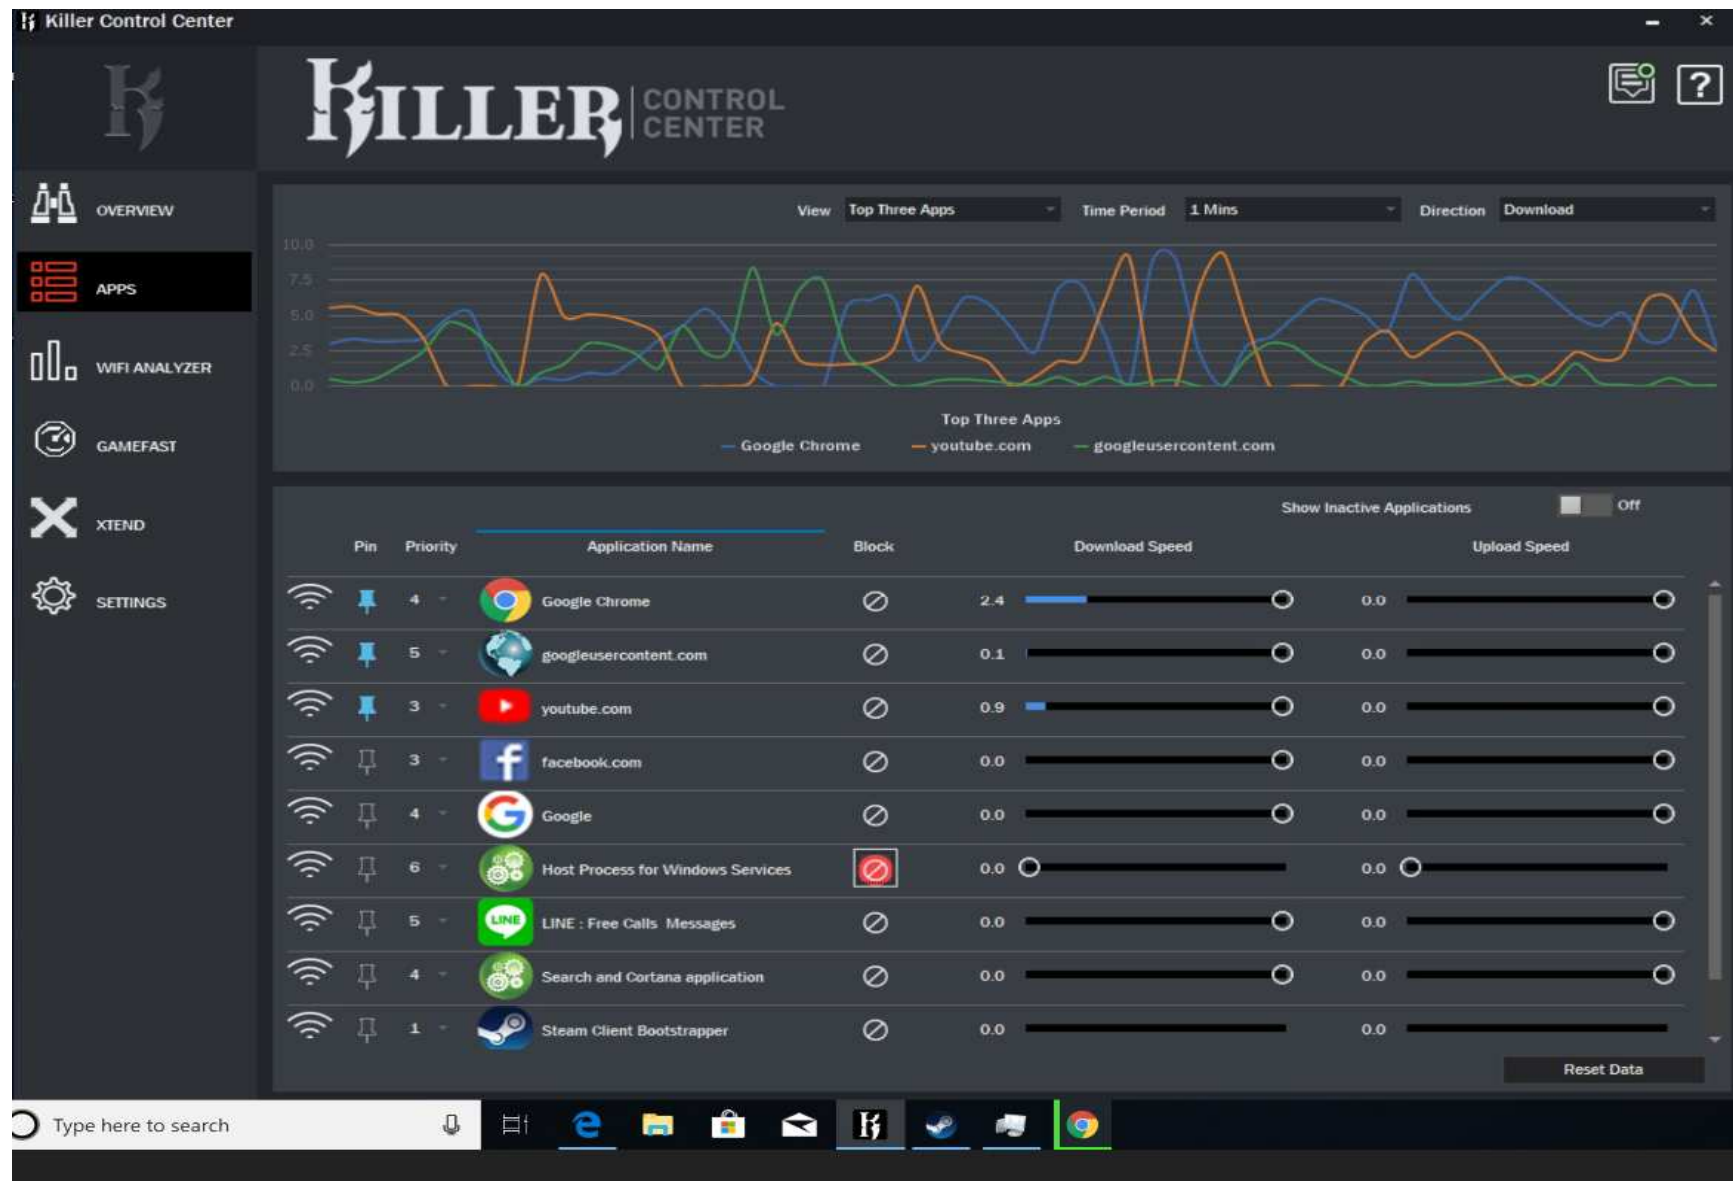 Killer Control Center
KILLER CONTROL CENTER
?
OVERVIEW
APPS
WIFI ANALYZER
GAMEFAST
XTEND
SETTINGS
View Top Three Apps Time Period 1 Mins Direction Download
10.0
7.5
5.0
2.5
0.0
Top Three Apps
Google Chrome youtube.com googleusercontent.com
Show Inactive Applications Off
Pin Priority Application Name Block Download Speed Upload Speed
4 Google Chrome 2.4 0.0
5 googleusercontent.com 0.1 0.0
3 youtube.com 0.9 0.0
3 facebook.com 0.0 0.0
4 Google 0.0 0.0
6 Host Process for Windows Services 0.0 0.0
5 LINE LINE : Free Calls Messages 0.0 0.0
4 Search and Cortana application 0.0 0.0
1 Steam Client Bootstrapper 0.0 0.0
Reset Data
Type here to search